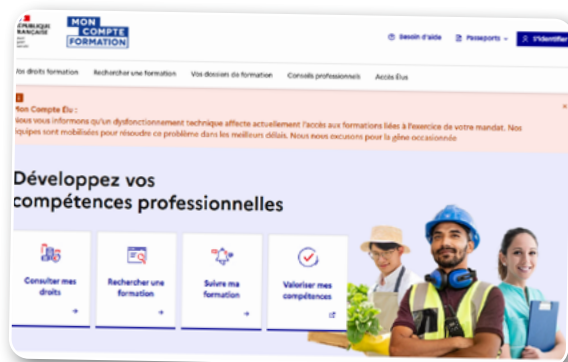 RÉPUBLIQUE
FRANÇAISE
MON
COMPTE
FORMATION
Besoin d'aide
Passeports
S'identifier
Vos droits formation
Rechercher une formation
Vos dossiers de formation
Conseils professionnels
Accès Élus
Mon Compte Élu :
Nous vous informons qu'un dysfonctionnement technique affecte actuellement l'accès aux formations liées à l'exercice de votre mandat. Nos
équipes sont mobilisées pour résoudre ce problème dans les meilleurs délais. Nous nous excusons pour la gêne occasionnée
Développez vos
compétences professionnelles
Consulter mes
droits
Rechercher une
formation
Suivre ma
formation
Valoriser mes
compétences